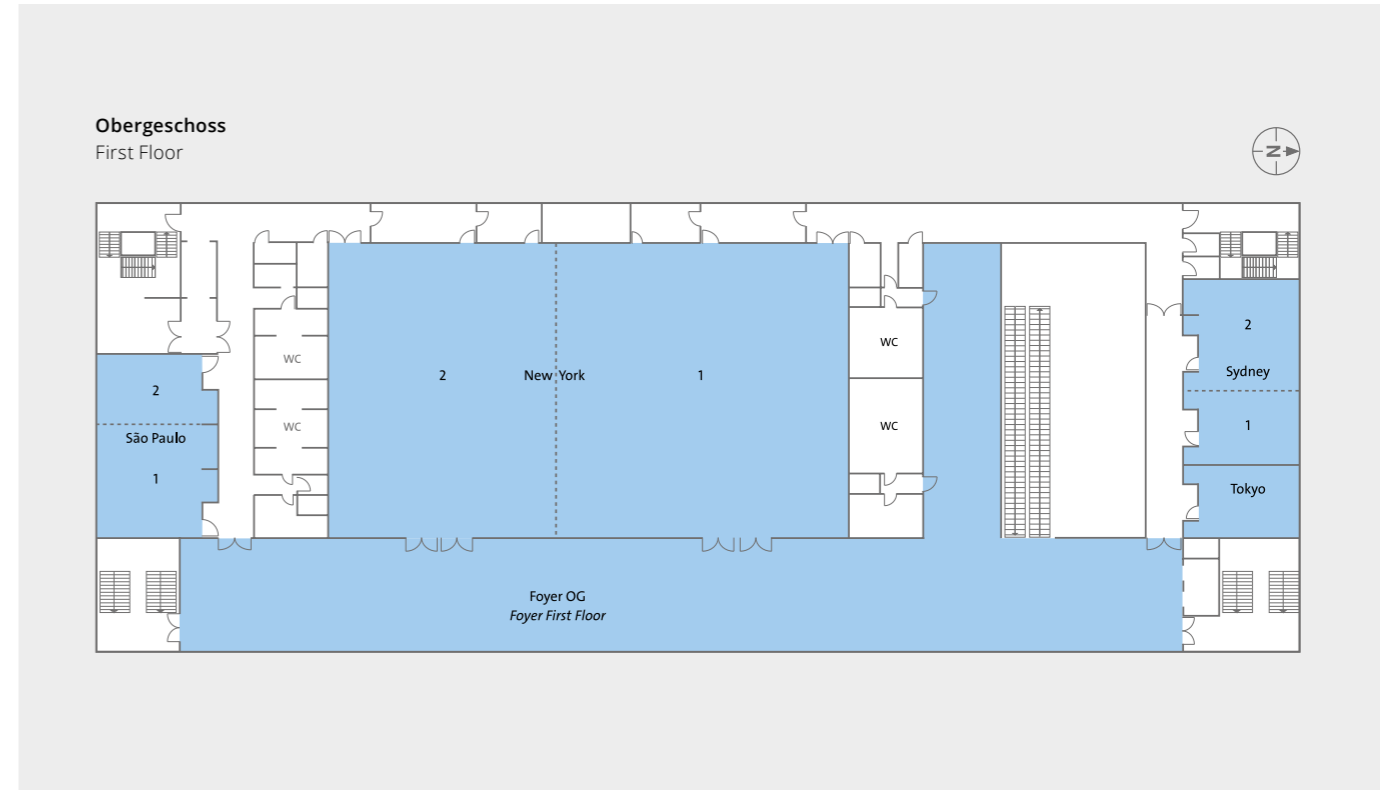 Obergeschoss
First Floor
N
WC
WC
2
New York
1
WC
WC
2
São Paulo
1
2
Sydney
1
Tokyo
Foyer OG
Foyer First Floor